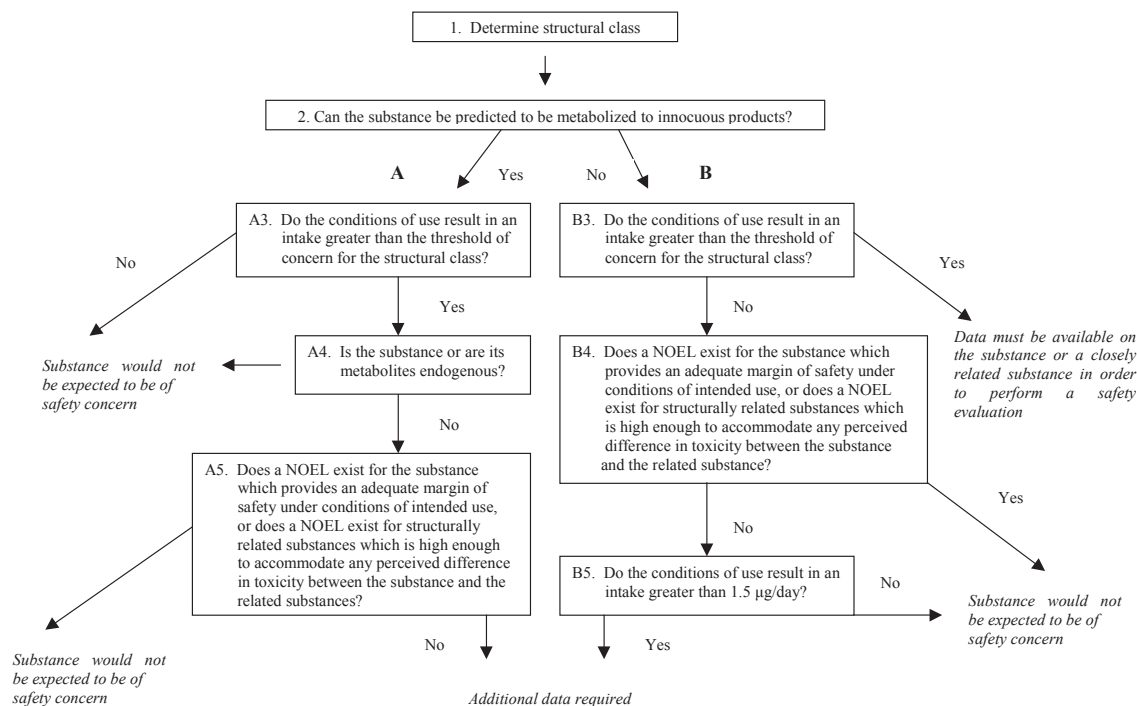 1. Determine structural class
2. Can the substance be predicted to be metabolized to innocuous products?
A
Yes
No
B
A3. Do the conditions of use result in an
intake greater than the threshold of
concern for the structural class?
B3. Do the conditions of use result in an
intake greater than the threshold of
concern for the structural class?
No
Yes
Yes
No
Substance would not
be expected to be of
safety concern
A4. Is the substance or are its
metabolites endogenous?
B4. Does a NOEL exist for the substance which
provides an adequate margin of safety under
conditions of intended use, or does a NOEL
exist for structurally related substances which
is high enough to accommodate any perceived
difference in toxicity between the substance
and the related substance?
Data must be available on
the substance or a closely
related substance in order
to perform a safety
evaluation
No
A5. Does a NOEL exist for the substance
which provides an adequate margin of
safety under conditions of intended use,
or does a NOEL exist for structurally
related substances which is high enough
to accommodate any perceived difference
in toxicity between the substance and the
related substances?
Yes
No
B5. Do the conditions of use result in an
intake greater than 1.5 µg/day?
No
Substance would not
be expected to be of
safety concern
No
Yes
Substance would not
be expected to be of
safety concern
Additional data required